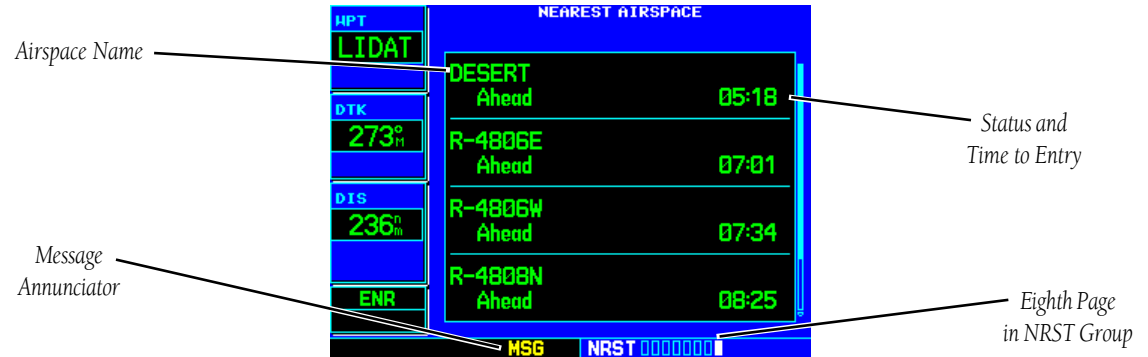 NEAREST AIRSPACE
WPT
LIDAT
Airspace Name
DESERT
Ahead 05:18
DTK
273°M
Status and
Time to Entry
R-4806E
Ahead 07:01
DIS
236nm
R-4806W
Ahead 07:34
Message
Annunciator
R-4808N
Ahead 08:25
ENR
Eighth Page
in NRST Group
MSG NRST